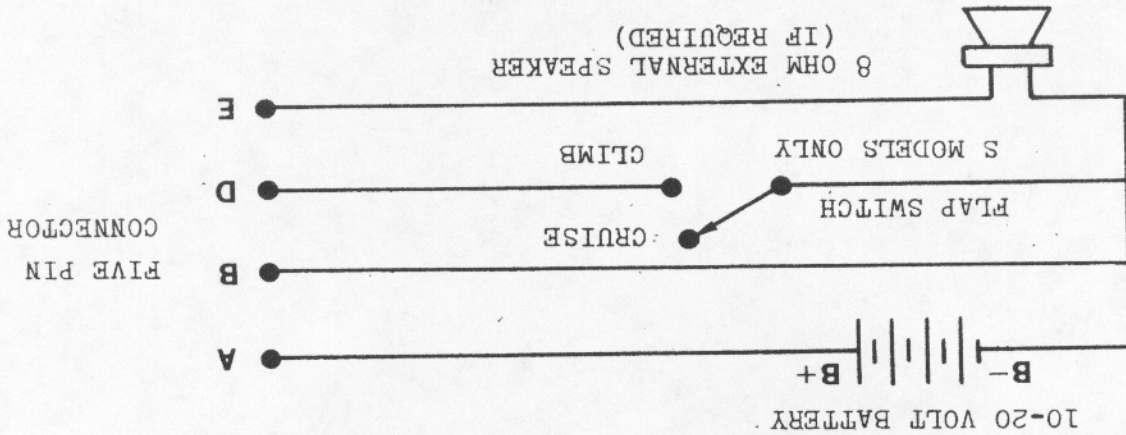 10-20 VOLT BATTERY
B-
B+
A
FIVE PIN
CONNECTOR
B
CRUISE
FLAP SWITCH
S MODELS ONLY
CLIMB
D
E
8 OHM EXTERNAL SPEAKER
(IF REQUIRED)